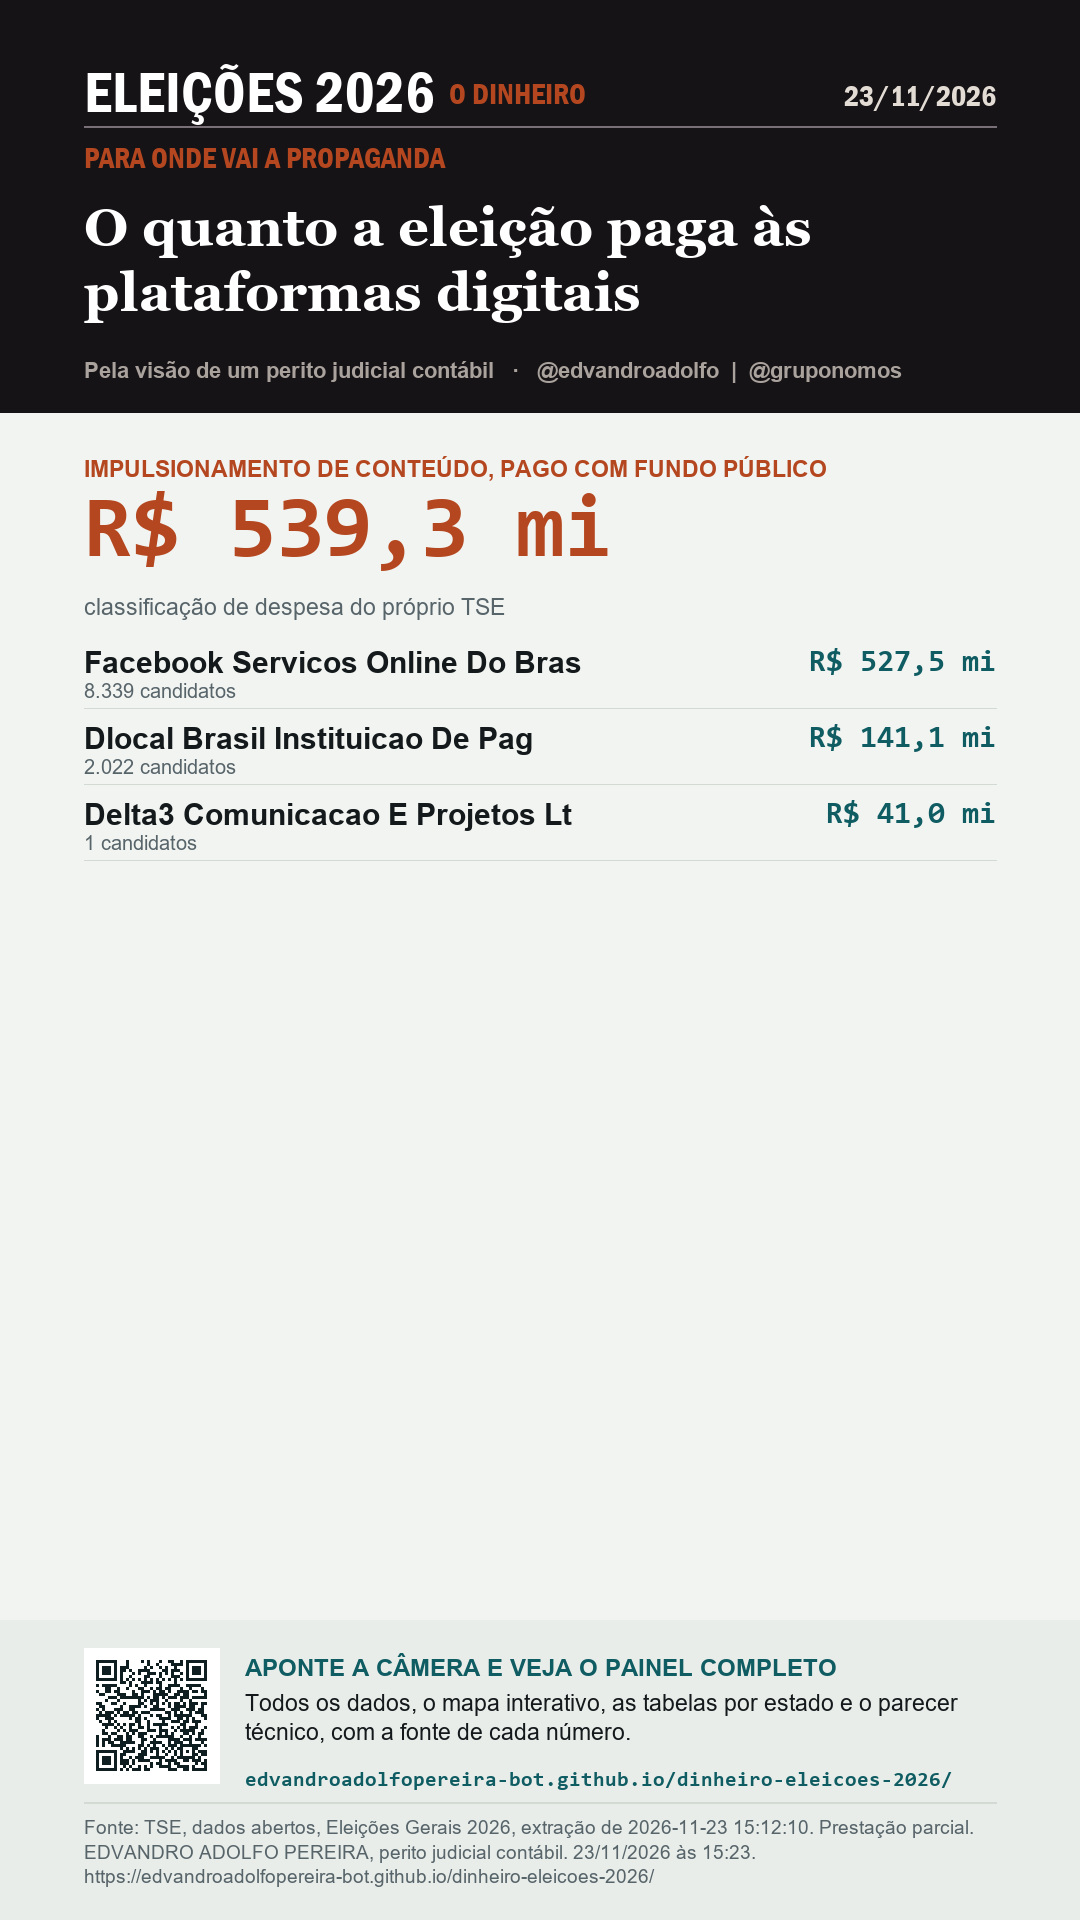 ELEIÇÕES 2026 O DINHEIRO 23/11/2026
PARA ONDE VAI A PROPAGANDA
O quanto a eleição paga às
plataformas digitais
Pela visão de um perito judicial contábil · @edvandroadolfo | @gruponomos
IMPULSIONAMENTO DE CONTEÚDO, PAGO COM FUNDO PÚBLICO
R$ 539,3 mi
classificação de despesa do próprio TSE
Facebook Servicos Online Do Bras R$ 527,5 mi
8.339 candidatos
Dlocal Brasil Instituicao De Pag R$ 141,1 mi
2.022 candidatos
Delta3 Comunicacao E Projetos Lt R$ 41,0 mi
1 candidatos
APONTE A CÂMERA E VEJA O PAINEL COMPLETO
Todos os dados, o mapa interativo, as tabelas por estado e o parecer
técnico, com a fonte de cada número.
edvandroadolfopereira-bot.github.io/dinheiro-eleicoes-2026/
Fonte: TSE, dados abertos, Eleições Gerais 2026, extração de 2026-11-23 15:12:10. Prestação parcial.
EDVANDRO ADOLFO PEREIRA, perito judicial contábil. 23/11/2026 às 15:23.
https://edvandroadolfopereira-bot.github.io/dinheiro-eleicoes-2026/